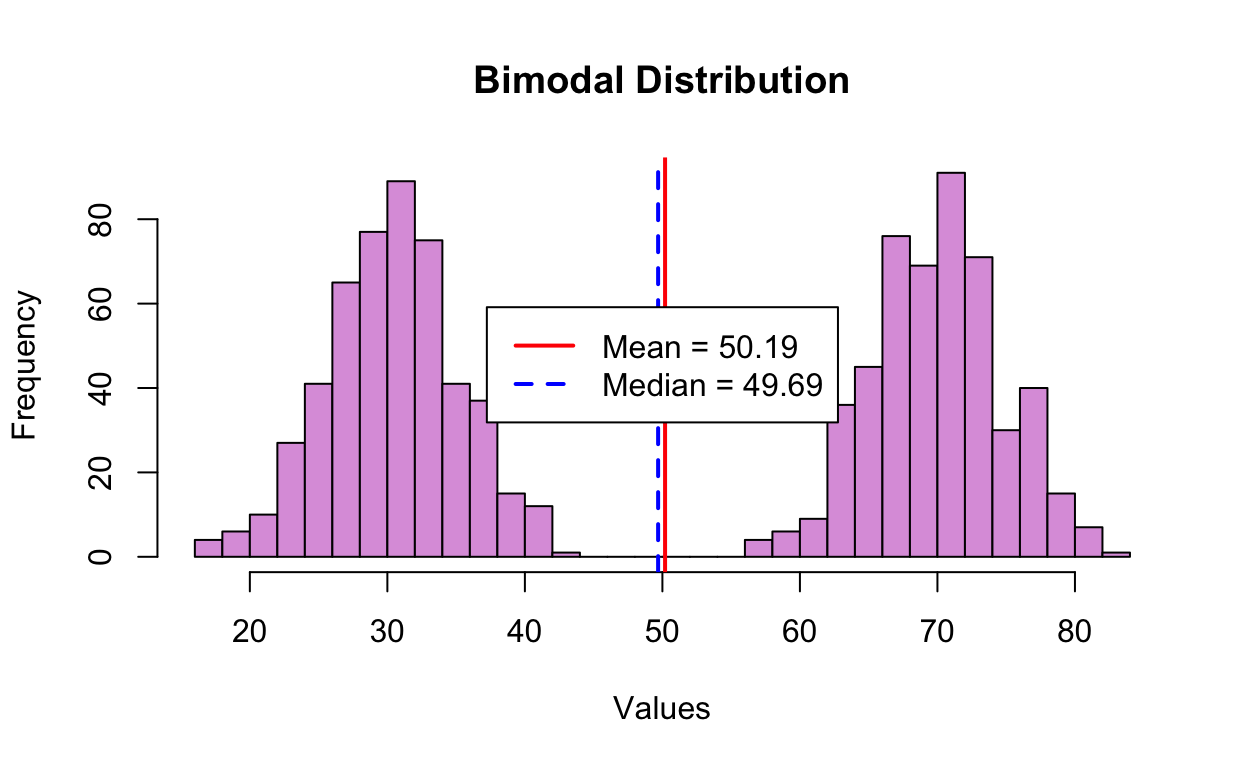 Bimodal Distribution
Frequency
0
20
40
60
80
Mean = 50.19
Median = 49.69
20 30 40 50 60 70 80
Values